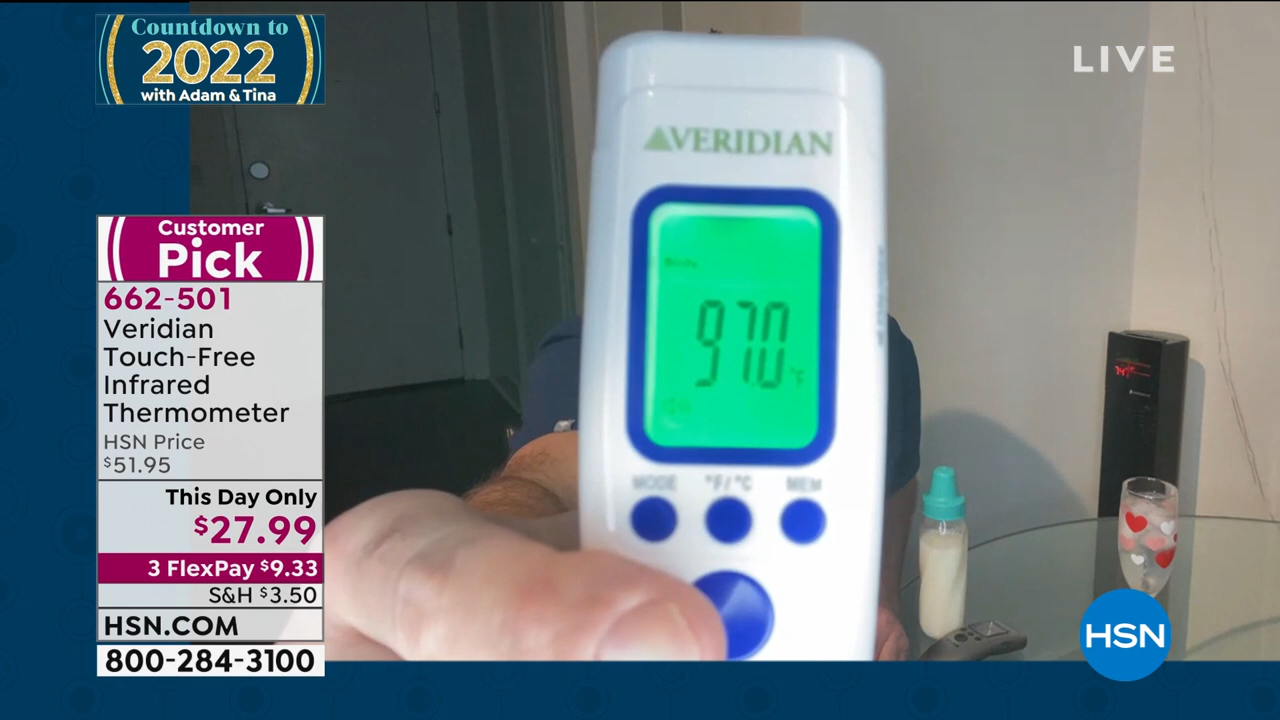 Countdown to
2022
with Adam & Tina
LIVE
Customer
Pick
662-501
Veridian
Touch-Free
Infrared
Thermometer
HSN Price
$51.95
This Day Only
$27.99
3 FlexPay $9.33
S&H $3.50
HSN.COM
800-284-3100
VERIDIAN
Body
97.0 °F
MODE °F/°C MEM
HSN